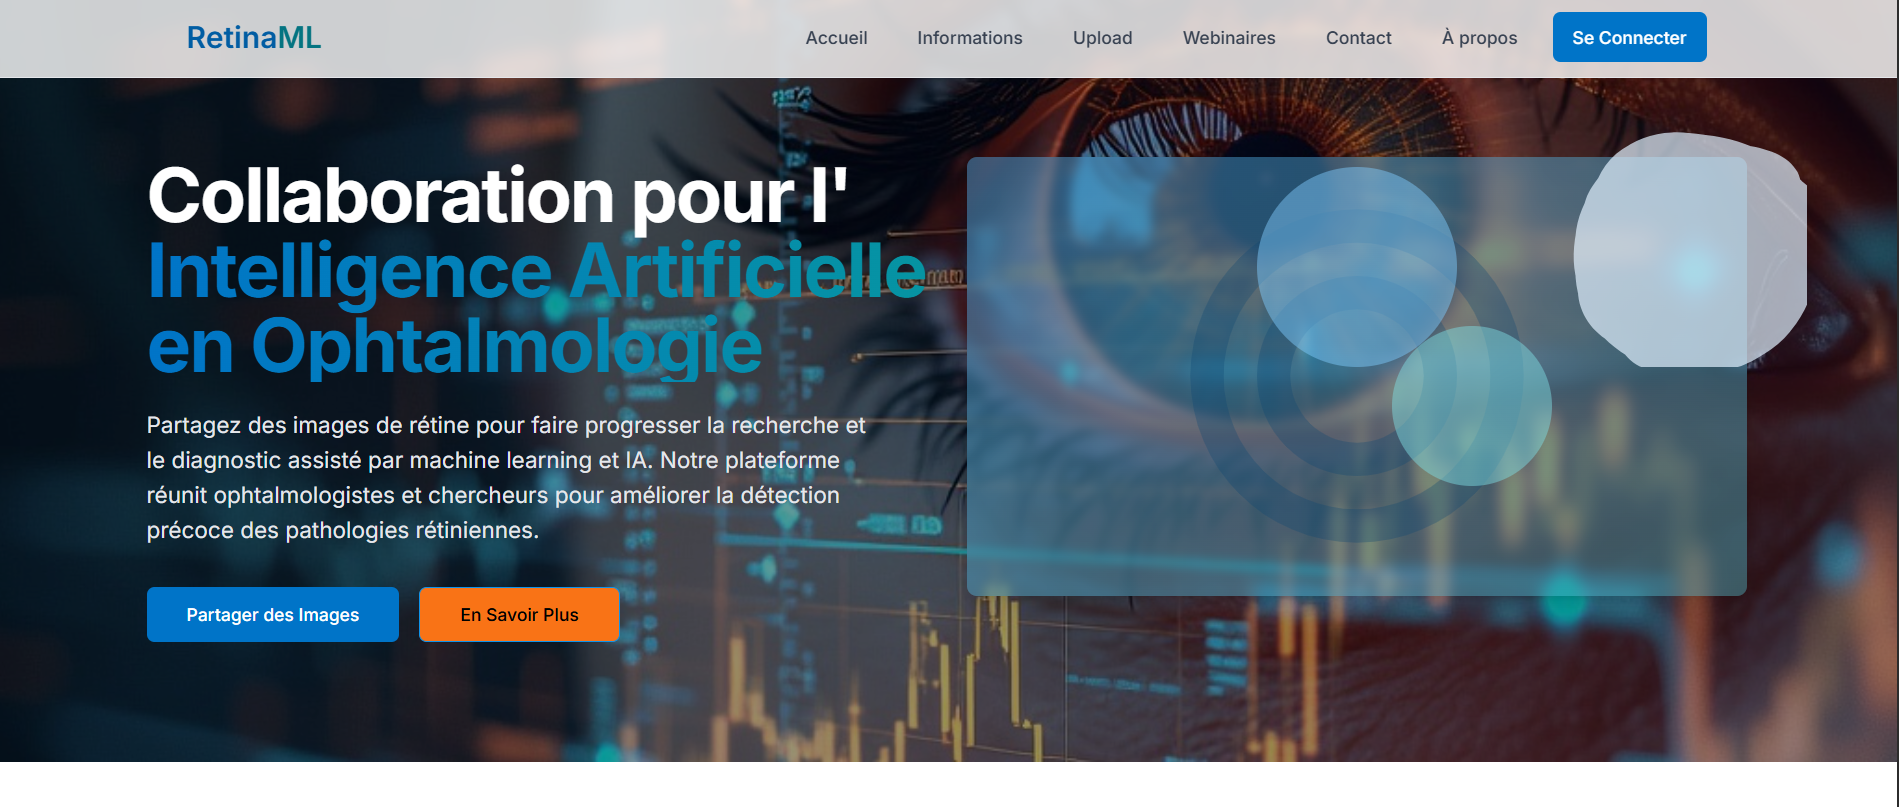 RetinaML
Accueil
Informations
Upload
Webinaires
Contact
À propos
Se Connecter
Collaboration pour l'
Intelligence Artificielle
en Ophtalmologie
Partagez des images de rétine pour faire progresser la recherche et
le diagnostic assisté par machine learning et IA. Notre plateforme
réunit ophtalmologistes et chercheurs pour améliorer la détection
précoce des pathologies rétiniennes.
Partager des Images
En Savoir Plus